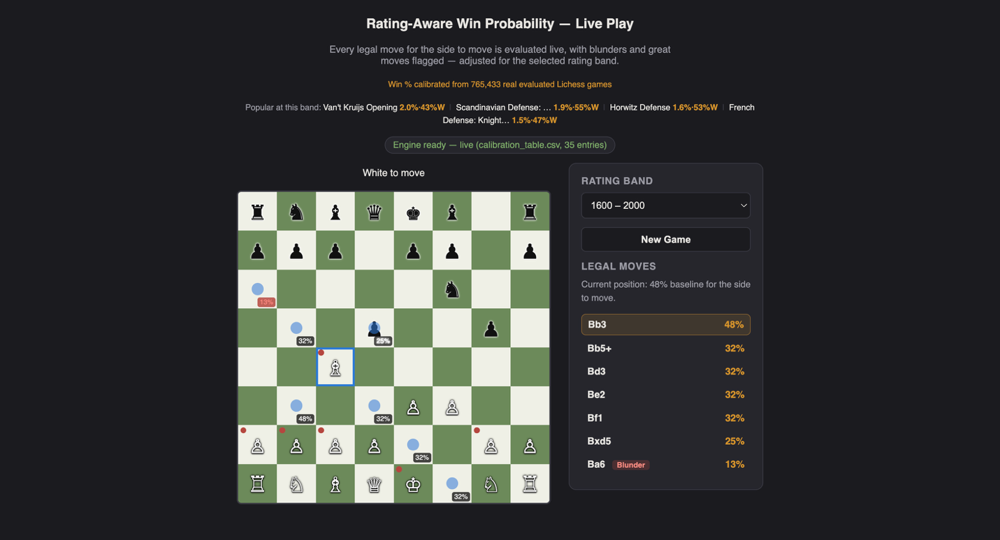 Rating-Aware Win Probability — Live Play
Every legal move for the side to move is evaluated live, with blunders and great
moves flagged — adjusted for the selected rating band.
Win % calibrated from 765,433 real evaluated Lichess games
Popular at this band: Van't Kruijs Opening 2.0%·43%W | Scandinavian Defense: … 1.9%·55%W | Horwitz Defense 1.6%·53%W | French
Defense: Knight… 1.5%·47%W
Engine ready — live (calibration_table.csv, 35 entries)
White to move
13%
32%
25%
48%
32%
32%
32%
RATING BAND
1600 – 2000
New Game
LEGAL MOVES
Current position: 48% baseline for the side
to move.
Bb3 48%
Bb5+ 32%
Bd3 32%
Be2 32%
Bf1 32%
Bxd5 25%
Ba6 Blunder 13%